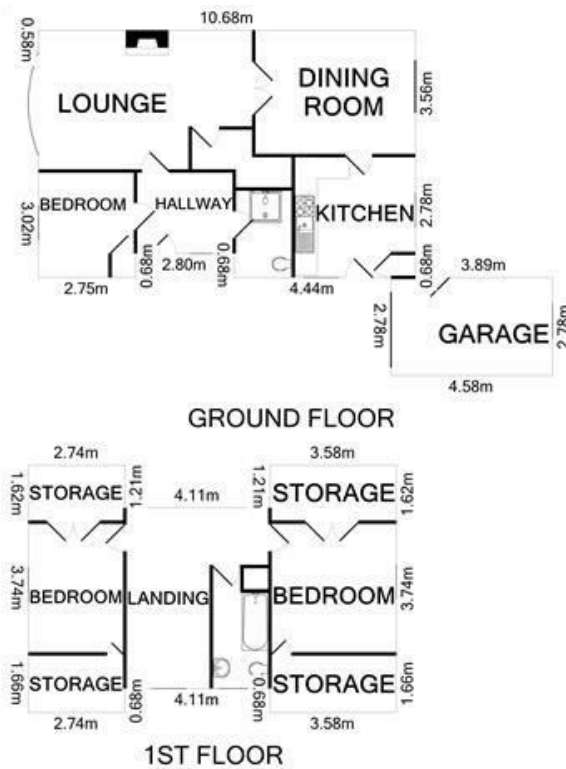 10.68m
0.58m
LOUNGE
DINING
ROOM
3.56m
BEDROOM
HALLWAY
KITCHEN
3.02m
2.78m
0.68m
2.80m
0.68m
0.68m
2.75m
4.44m
3.89m
2.78m
GARAGE
2.78m
4.58m
GROUND FLOOR
2.74m
3.58m
1.62m
STORAGE
1.21m
4.11m
1.21m
STORAGE
1.62m
3.74m
BEDROOM
LANDING
BEDROOM
3.74m
1.66m
STORAGE
0.68m
4.11m
0.68m
STORAGE
1.66m
2.74m
3.58m
1ST FLOOR